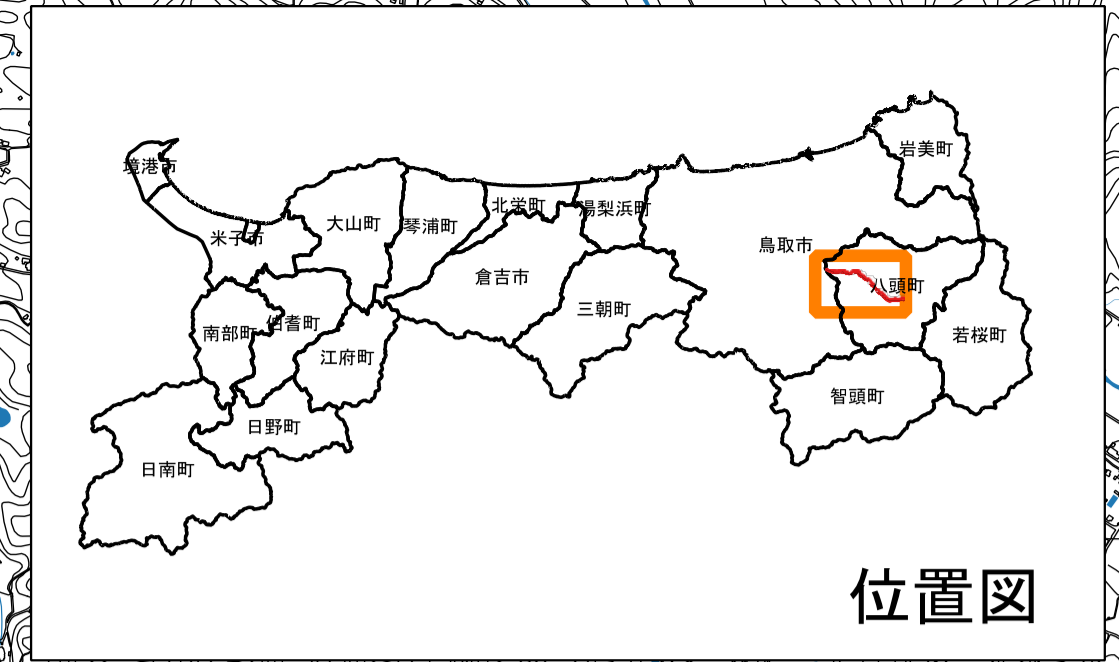 岩美町
境港市
北栄町
湯梨浜町
大山町
琴浦町
米子市
鳥取市
倉吉市
八頭町
三朝町
伯耆町
南部町
若桜町
江府町
智頭町
日野町
日南町
位置図